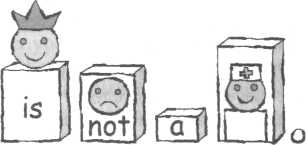 is not a .